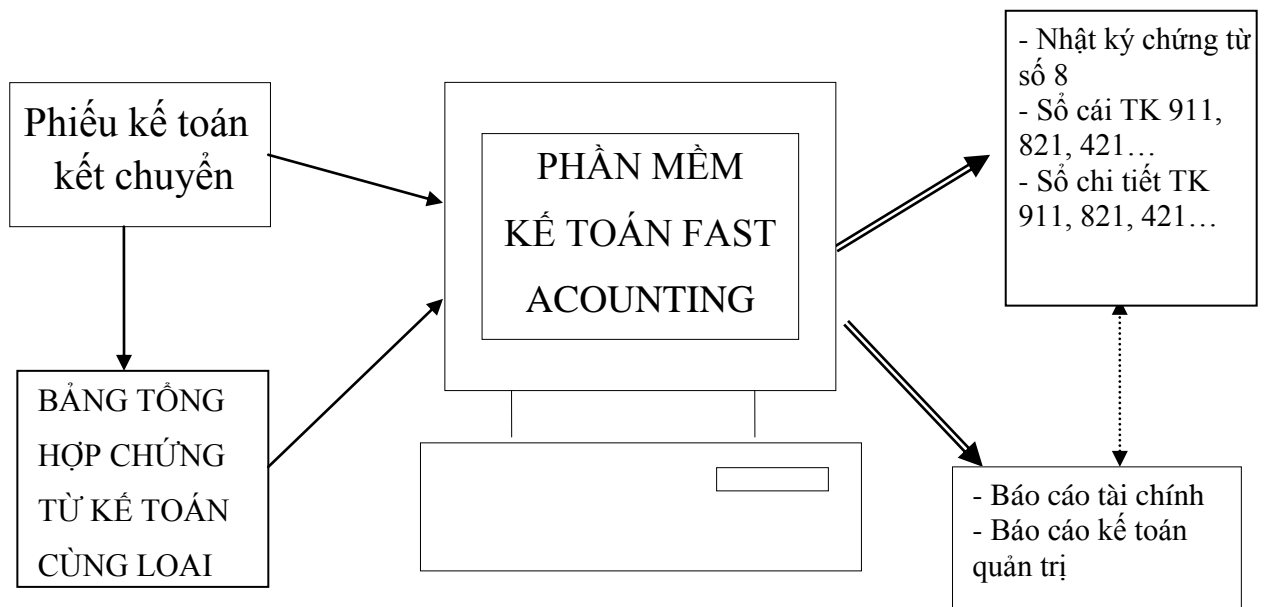 Phiếu kế toán
kết chuyển
BẢNG TỔNG
HỢP CHỨNG
TỪ KẾ TOÁN
CÙNG LOAI
PHẦN MỀM
KẾ TOÁN FAST
ACOUNTING
- Nhật ký chứng từ
số 8
- Sổ cái TK 911,
821, 421…
- Sổ chi tiết TK
911, 821, 421…
- Báo cáo tài chính
- Báo cáo kế toán
quản trị